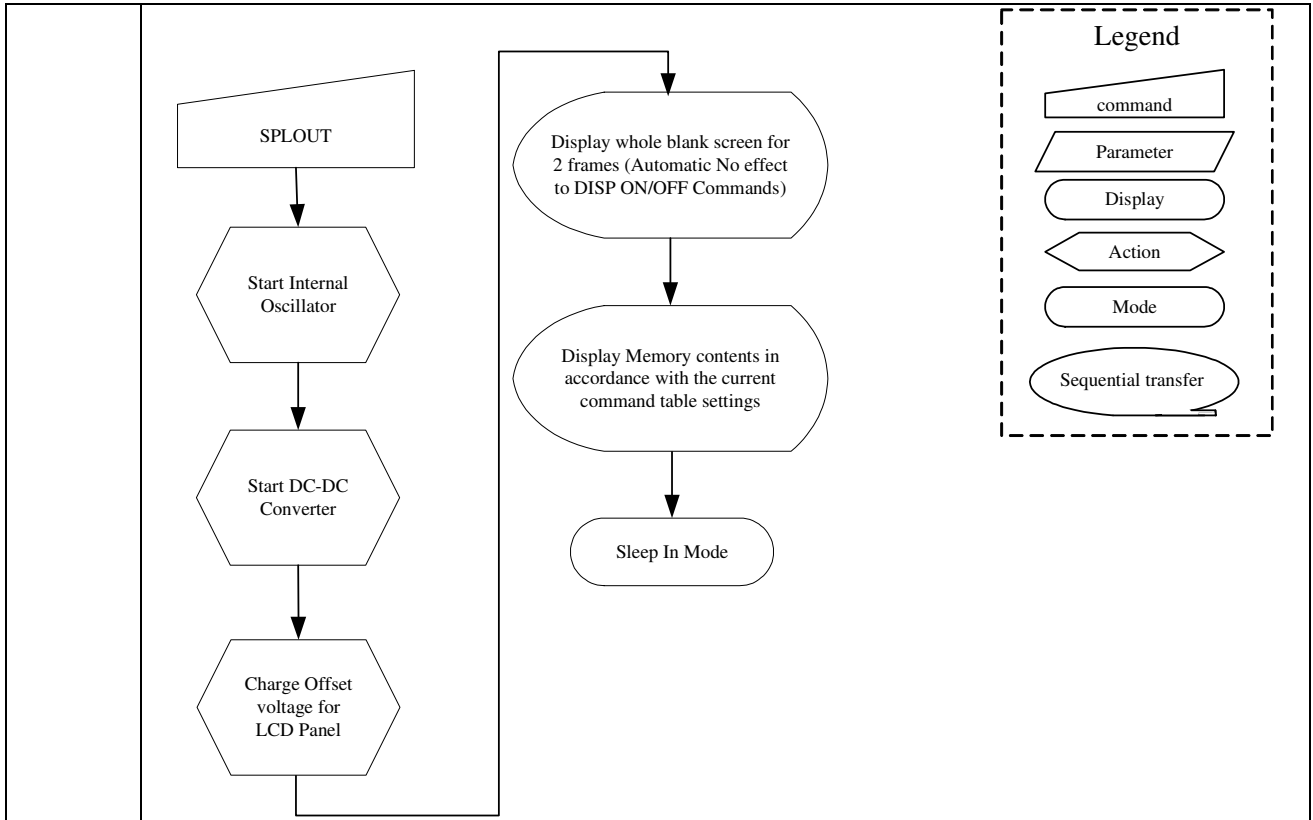 SPLOUT
Start Internal
Oscillator
Start DC-DC
Converter
Charge Offset
voltage for
LCD Panel
Display whole blank screen for
2 frames (Automatic No effect
to DISP ON/OFF Commands)
Display Memory contents in
accordance with the current
command table settings
Sleep In Mode
Legend
command
Parameter
Display
Action
Mode
Sequential transfer